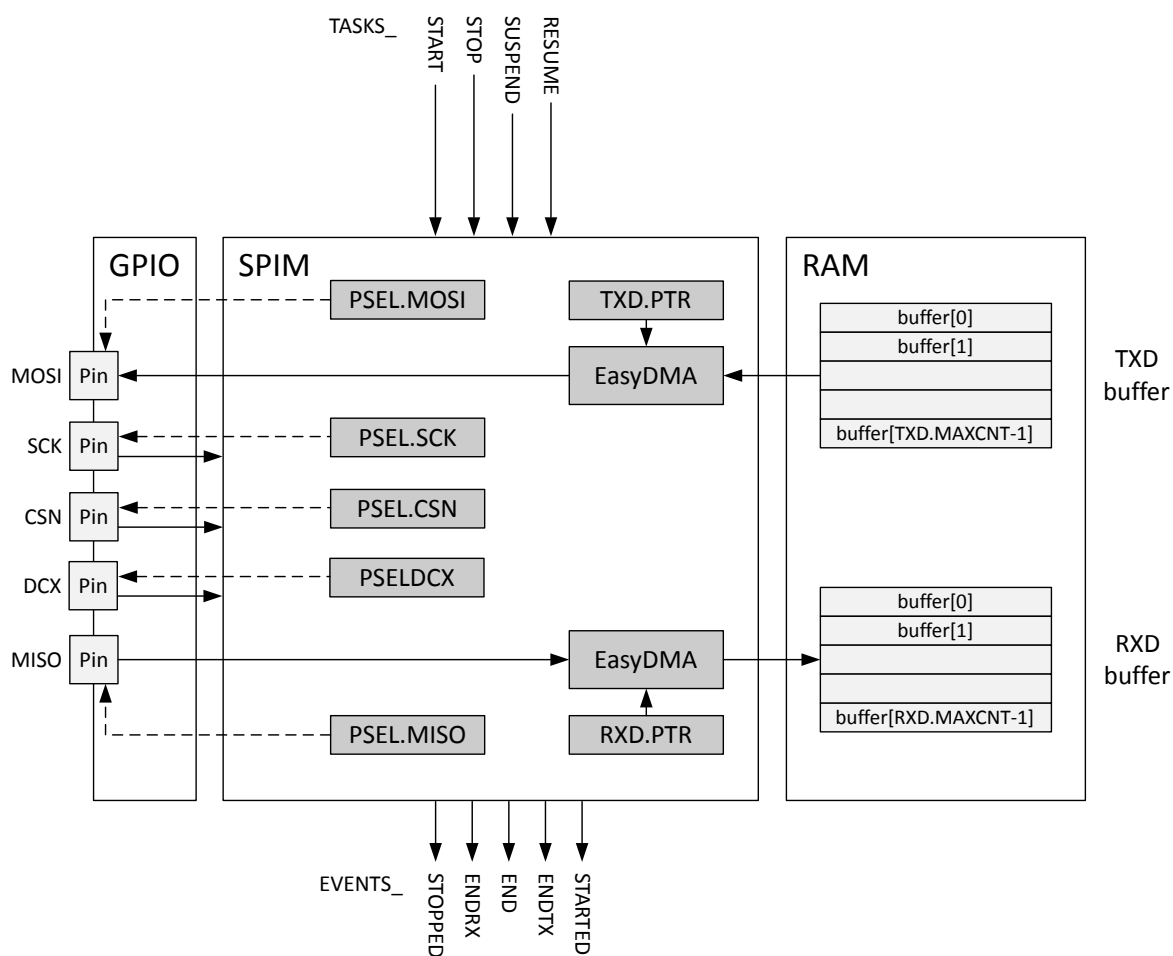 TASKS_
START
STOP
SUSPEND
RESUME
GPIO
SPIM
RAM
PSEL.MOSI
TXD.PTR
buffer[0]
buffer[1]
TXD
buffer
MOSI
Pin
EasyDMA
buffer[TXD.MAXCNT-1]
SCK
Pin
PSEL.SCK
CSN
Pin
PSEL.CSN
DCX
Pin
PSELDCX
buffer[0]
buffer[1]
MISO
Pin
EasyDMA
RXD
buffer
PSEL.MISO
RXD.PTR
buffer[RXD.MAXCNT-1]
EVENTS_
STOPPED
ENDRX
END
ENDTX
STARTED